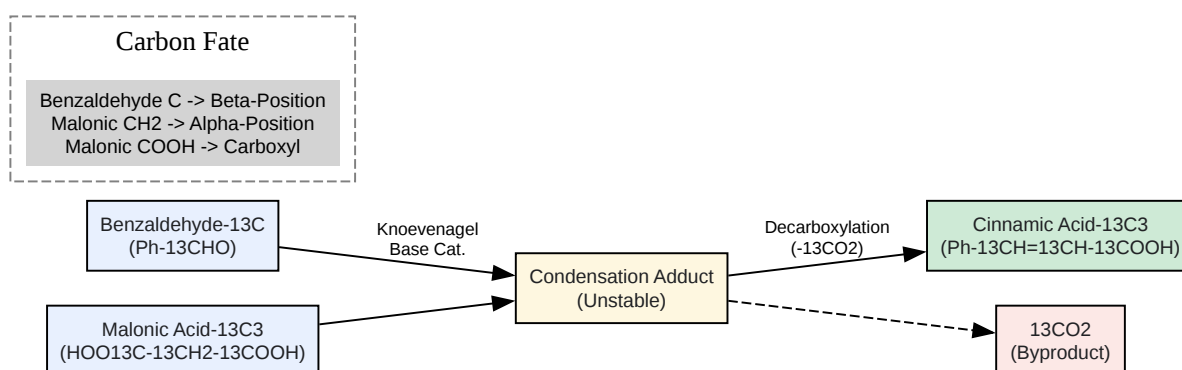 Carbon Fate
Benzaldehyde C -> Beta-Position
Malonic CH2 -> Alpha-Position
Malonic COOH -> Carboxyl
Benzaldehyde-13C
(Ph-13CHO)
Knoevenagel
Base Cat.
Malonic Acid-13C3
(HOO13C-13CH2-13COOH)
Condensation Adduct
(Unstable)
Decarboxylation
(-13CO2)
Cinnamic Acid-13C3
(Ph-13CH=13CH-13COOH)
13CO2
(Byproduct)